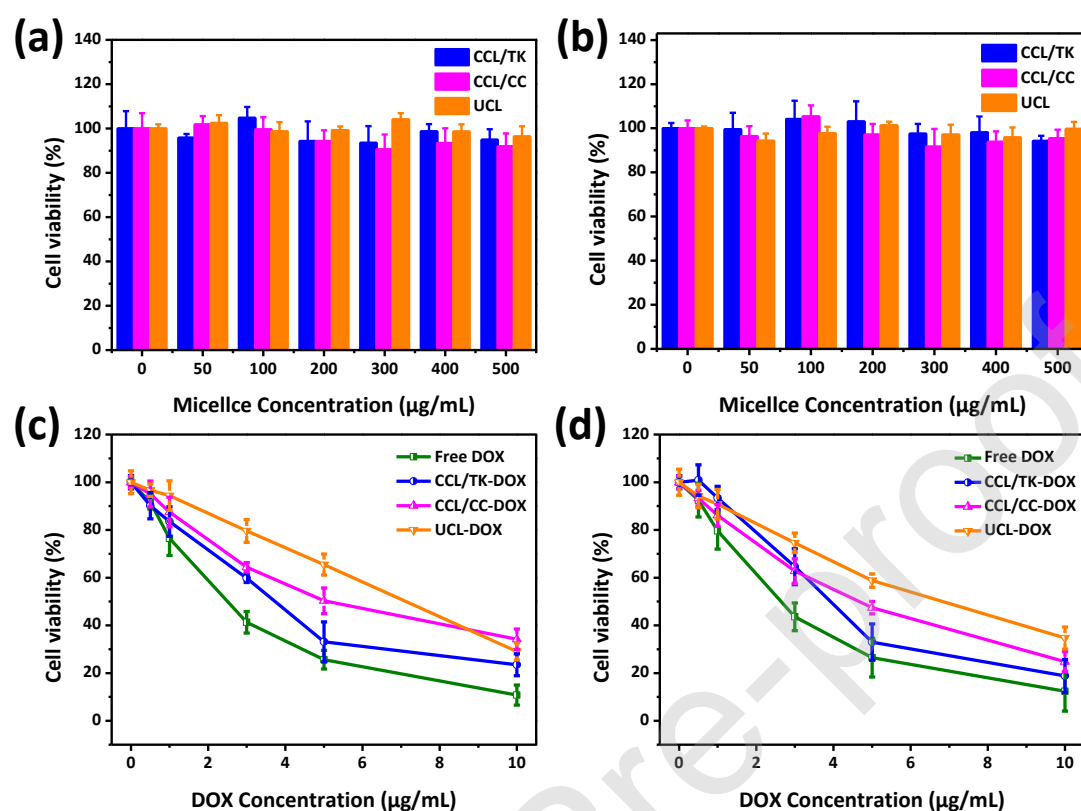 (a)
140
120
100
80
60
40
20
0
Cell viability (%)
CCL/TK
CCL/CC
UCL
0 50 100 200 300 400 500
Micellce Concentration (µg/mL)
(b)
140
120
100
80
60
40
20
0
Cell viability (%)
CCL/TK
CCL/CC
UCL
0 50 100 200 300 400 500
Micellce Concentration (µg/mL)
(c)
120
100
80
60
40
20
0
Cell viability (%)
Free DOX
CCL/TK-DOX
CCL/CC-DOX
UCL-DOX
0 2 4 6 8 10
DOX Concentration (µg/mL)
(d)
120
100
80
60
40
20
0
Cell viability (%)
Free DOX
CCL/TK-DOX
CCL/CC-DOX
UCL-DOX
0 2 4 6 8 10
DOX Concentration (µg/mL)
re-proof